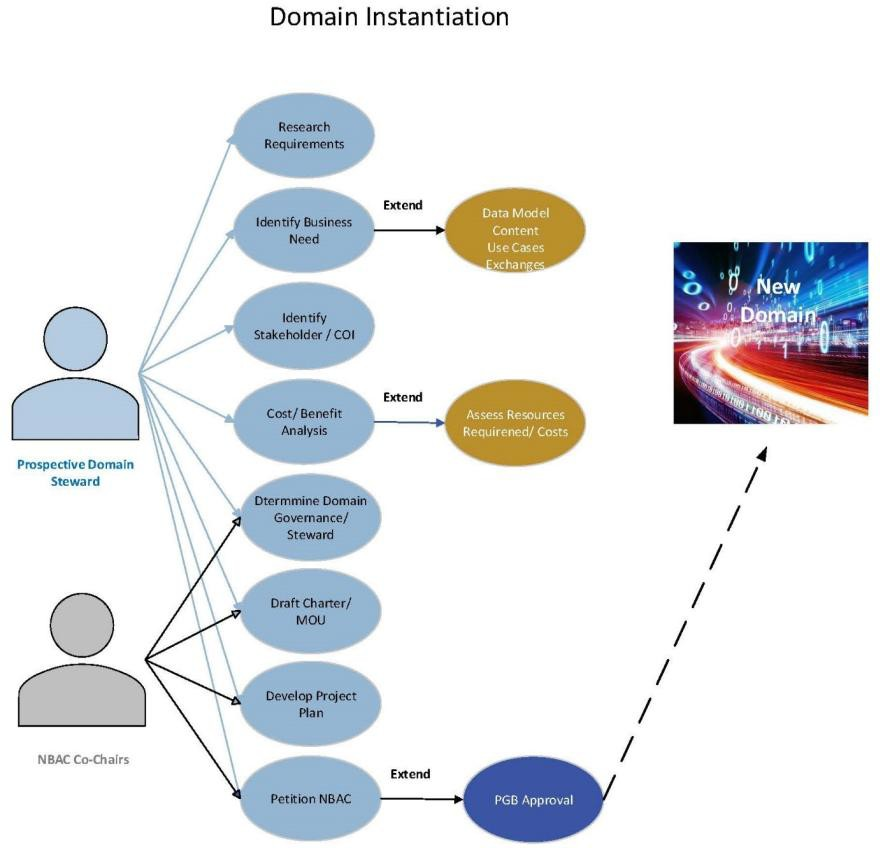 Domain Instantiation
Research
Requirements
Identify Business
Need
Extend
Data Model
Content
Use Cases
Exchanges
New
Domain
Identify
Stakeholder / COI
Cost/ Benefit
Analysis
Extend
Assess Resources
Requirened/ Costs
Prospective Domain
Steward
Dtermmine Domain
Governance/
Steward
Draft Charter/
MOU
Develop Project
Plan
NBAC Co-Chairs
Petition NBAC
Extend
PGB Approval